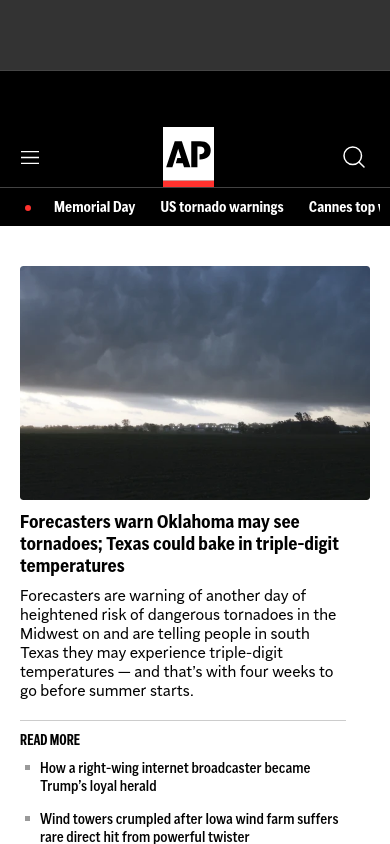 AP
Memorial Day
US tornado warnings
Cannes top
Forecasters warn Oklahoma may see
tornadoes; Texas could bake in triple-digit
temperatures
Forecasters are warning of another day of
heightened risk of dangerous tornadoes in the
Midwest on and are telling people in south
Texas they may experience triple-digit
temperatures — and that’s with four weeks to
go before summer starts.
READ MORE
How a right-wing internet broadcaster became
Trump’s loyal herald
Wind towers crumpled after Iowa wind farm suffers
rare direct hit from powerful twister